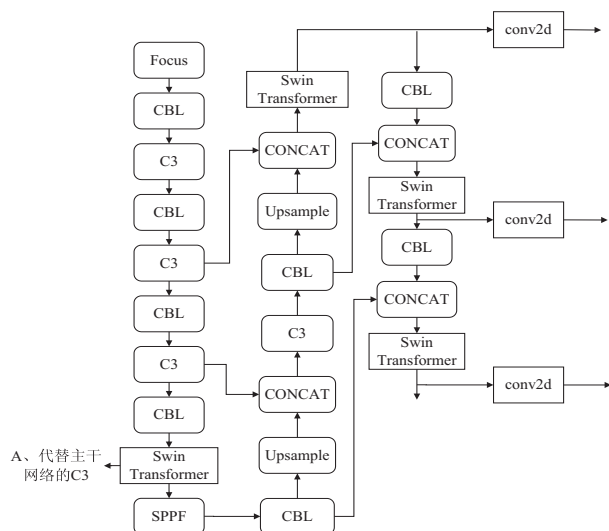 Focus
CBL
C3
CBL
C3
CBL
C3
CBL
Swin
Transformer
A、代替主干
网络的C3
SPPF
Swin
Transformer
CONCAT
Upsample
CBL
C3
CONCAT
Upsample
CBL
conv2d
CBL
CONCAT
Swin
Transformer
conv2d
CBL
CONCAT
Swin
Transformer
conv2d